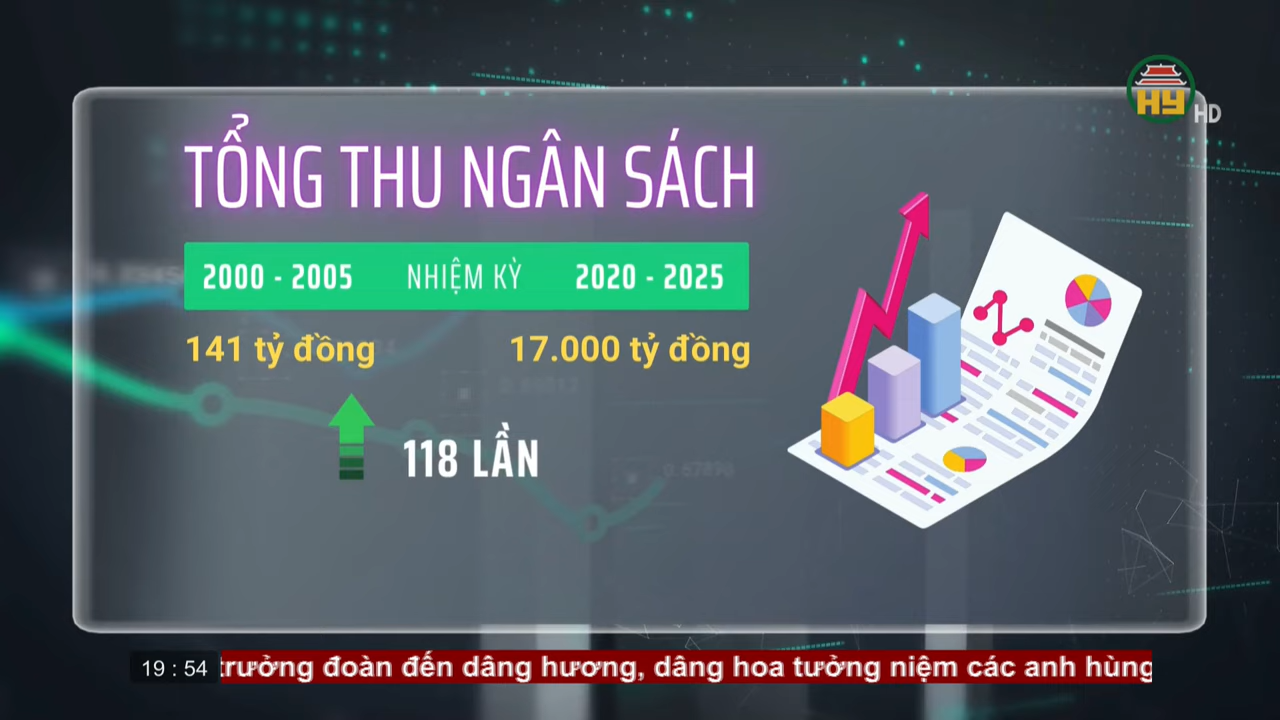 HY HD
TỔNG THU NGÂN SÁCH
2000 - 2005 NHIỆM KỲ 2020 - 2025
141 tỷ đồng 17.000 tỷ đồng
118 LẦN
19 : 54 trưởng đoàn đến dâng hương, dâng hoa tưởng niệm các anh hùng